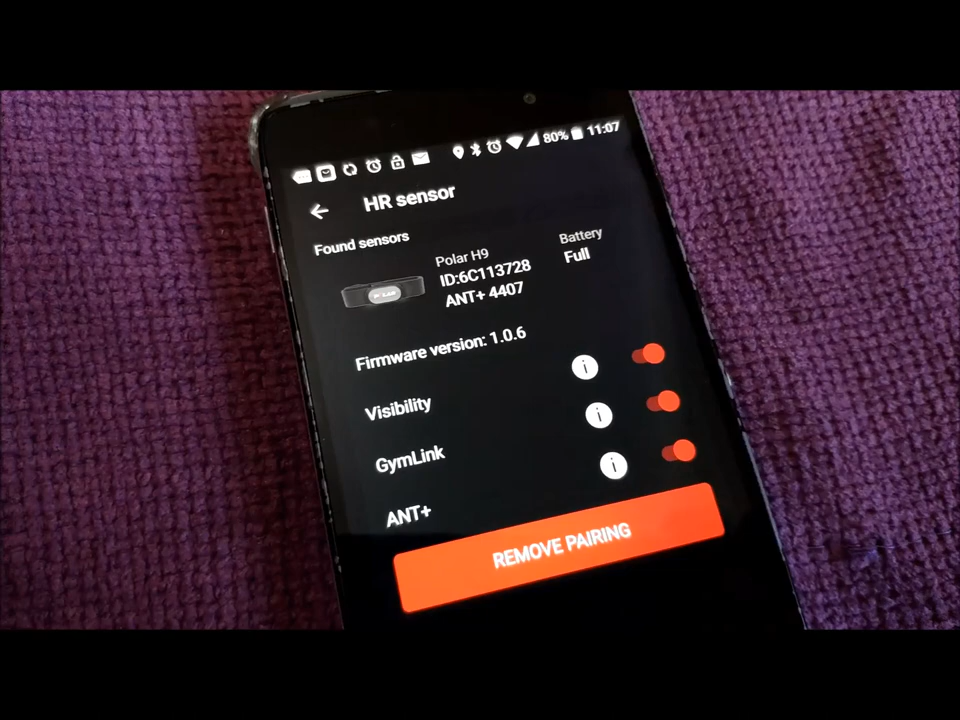 80% 11:07
HR sensor
Found sensors
Polar H9
Battery
ID:6C113728
Full
ANT+ 4407
Firmware version: 1.0.6
Visibility
GymLink
ANT+
REMOVE PAIRING